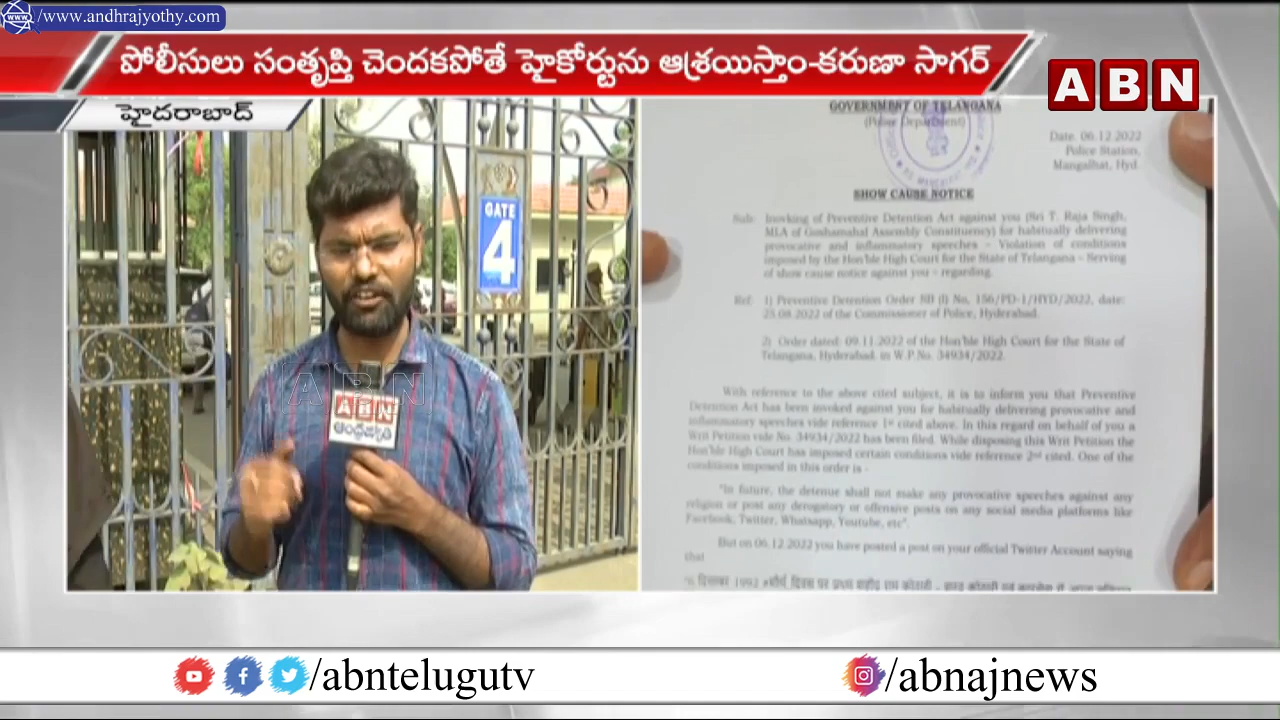 /www.andhrajyothy.com
పోలీసులు సంతృప్తి చెందకపోతే హైకోర్టును ఆశ్రయిస్తాం-కరుణా సాగర్
ABN
హైదరాబాద్
GATE
4
ABN
ABN
ఆంధ్రజ్యోతి
GOVERNMENT OF TELANGANA
(Police Department)
Date. 06.12.2022
Police Station,
Mangalhat, Hyd.
SHOW CAUSE NOTICE
Sub: Invoking of Preventive Detention Act against you (Sri T. Raja Singh,
MLA of Goshamahal Assembly Constituency) for habitually delivering
provocative and inflammatory speeches – Violation of conditions
imposed by the Hon'ble High Court for the State of Telangana – Serving
of show cause notice against you – regarding.
Ref: 1) Preventive Detention Order SB (I) No, 156/PD-1/HYD/2022, date:
25.08.2022 of the Commissioner of Police, Hyderabad.
2) Order dated: 09.11.2022 of the Hon'ble High Court for the State of
Telangana, Hyderabad. in W.P.No. 34934/2022.
With reference to the above cited subject, it is to inform you that Preventive
Detention Act has been invoked against you for habitually delivering provocative and
inflammatory speeches vide reference 1st cited above. In this regard on behalf of you a
Writ Petition vide No. 34934/2022 has been filed. While disposing this Writ Petition the
Hon'ble High Court has imposed certain conditions vide reference 2nd cited. One of the
conditions imposed in this order is -
"In future, the detenue shall not make any provocative speeches against any
religion or post any derogatory or offensive posts on any social media platforms like
Facebook, Twitter, Whatsapp, Youtube, etc".
But on 06.12.2022 you have posted a post on your official Twitter Account saying
that
/abntelugutv
/abnajnews